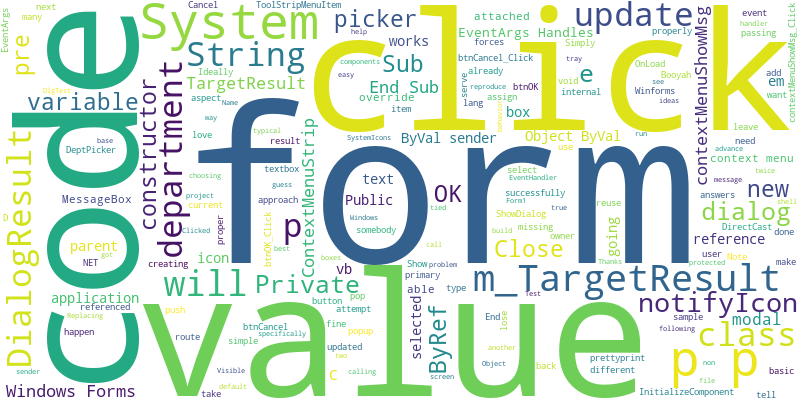 EventArgs
many
next
Cancel
ToolStripMenuItem
attached
code
pre
System
click
picker
update
String
works
EventArgs Handles
Simply
event
handler
passing
contextMenuShowMsg_Click
properly
OnLoad
Booyah
Winforms
add
em
want
variable
constructor
department
Ideally
TargetResult
Sub
End Sub
btnCancel_Click
forces
components
help
easy
already
reproduce
btnOK
void
tray
e
aspect
override
serve
lang
assign
internal
see
ideas
contextMenuShowMsg
DigTest
Name
item
box
behavior
love
way
ByVal sender
Object ByVal
run
leave
base
DeptPicker
typical
result
SystemIcons
use
need
context menu
advance
twice
MessageBox
choosing
textbox
text
select
EventHandler
successfully
message
answers
project
guess
OK
Form1
true
new
DialogResult
form
ContextMenuStrip
current
approach
Public
missing
reuse
DirectCast
D
proper
Windows
tied
ShowDialog
build
going
dialog
done
parent
Clicked
p
somebody
call
owner
reference
shell
NET
got
btnOK_Click
boxes
Show
problem
Close
Thanks
user
Note
protected
make
creating
best
icon
vb
primary
type
m_TargetResult
will
Private
able
notifyIcon
application
referenced
button
pop
ByRef
modal
sample
Replacing
push
updated
attempt
selected
End
Test
class
following
happen
route
btnCancel
fine
popup
two
Visible
simple
specifically
calling
close
another
prettyprint
different
non
basic
value
c
back
p p
file
sender
take
default
screen
Object
InitializeComponent
tell
Windows Forms